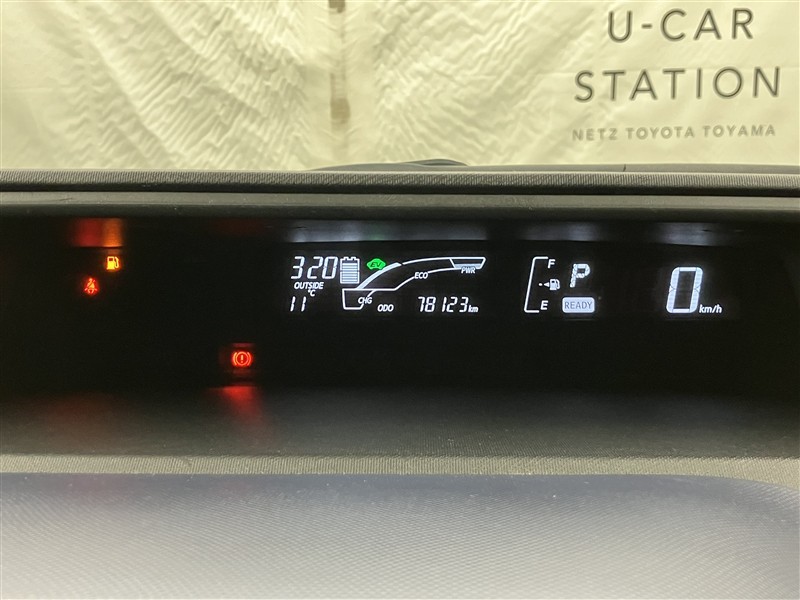 U-CAR
STATION
NETZ TOYOTA TOYAMA
3:20
EV
ECO
PWR
OUTSIDE
11°C
CHG
ODO
78123 km
F
E
P
READY
0 km/h